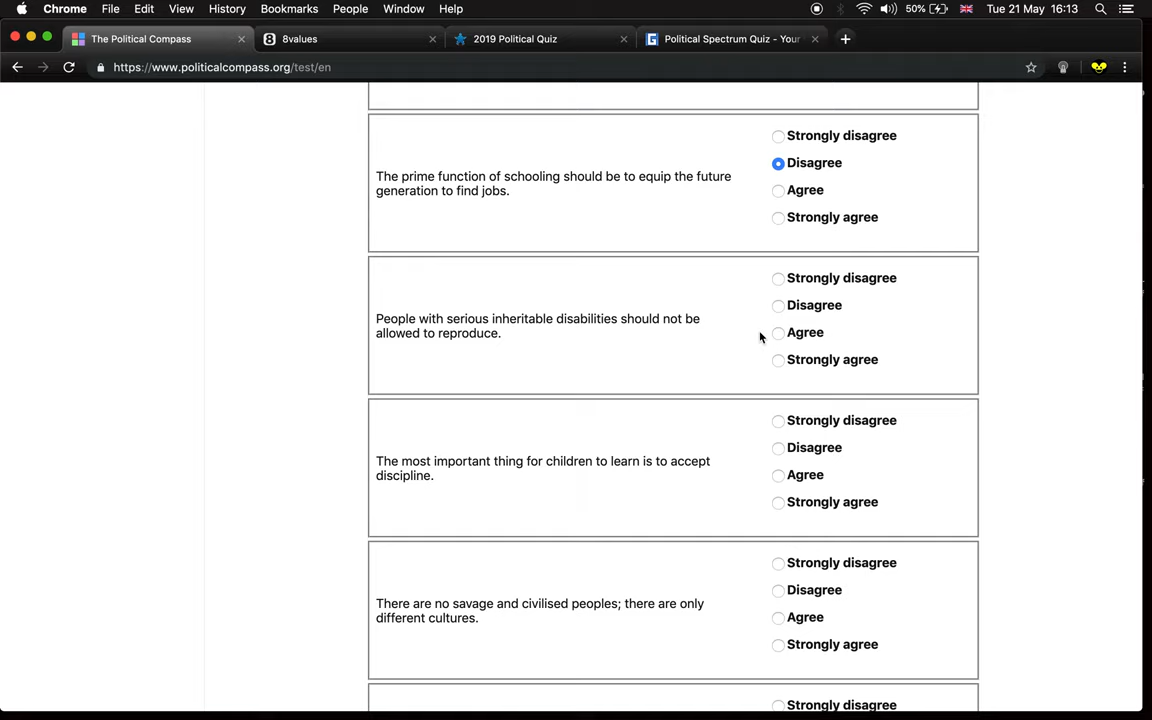 Chrome File Edit View History Bookmarks People Window Help 50% Tue 21 May 16:13
The Political Compass 8values 2019 Political Quiz Political Spectrum Quiz - Your
https://www.politicalcompass.org/test/en
The prime function of schooling should be to equip the future
generation to find jobs.
Strongly disagree
Disagree
Agree
Strongly agree
People with serious inheritable disabilities should not be
allowed to reproduce.
Strongly disagree
Disagree
Agree
Strongly agree
The most important thing for children to learn is to accept
discipline.
Strongly disagree
Disagree
Agree
Strongly agree
There are no savage and civilised peoples; there are only
different cultures.
Strongly disagree
Disagree
Agree
Strongly agree
Strongly disagree